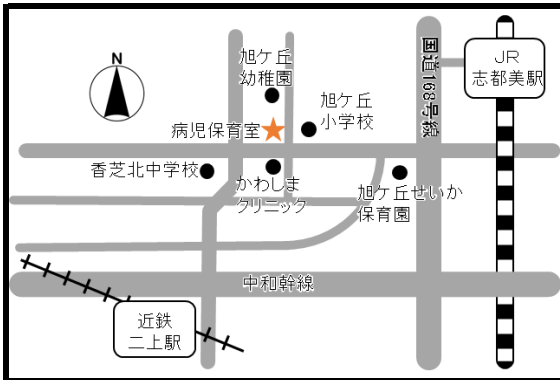 N
旭ケ丘
幼稚園
国道168号線
JR
志都美駅
旭ケ丘
小学校
病児保育室
香芝北中学校
かわしま
クリニック
旭ケ丘せいか
保育園
中和幹線
近鉄
二上駅